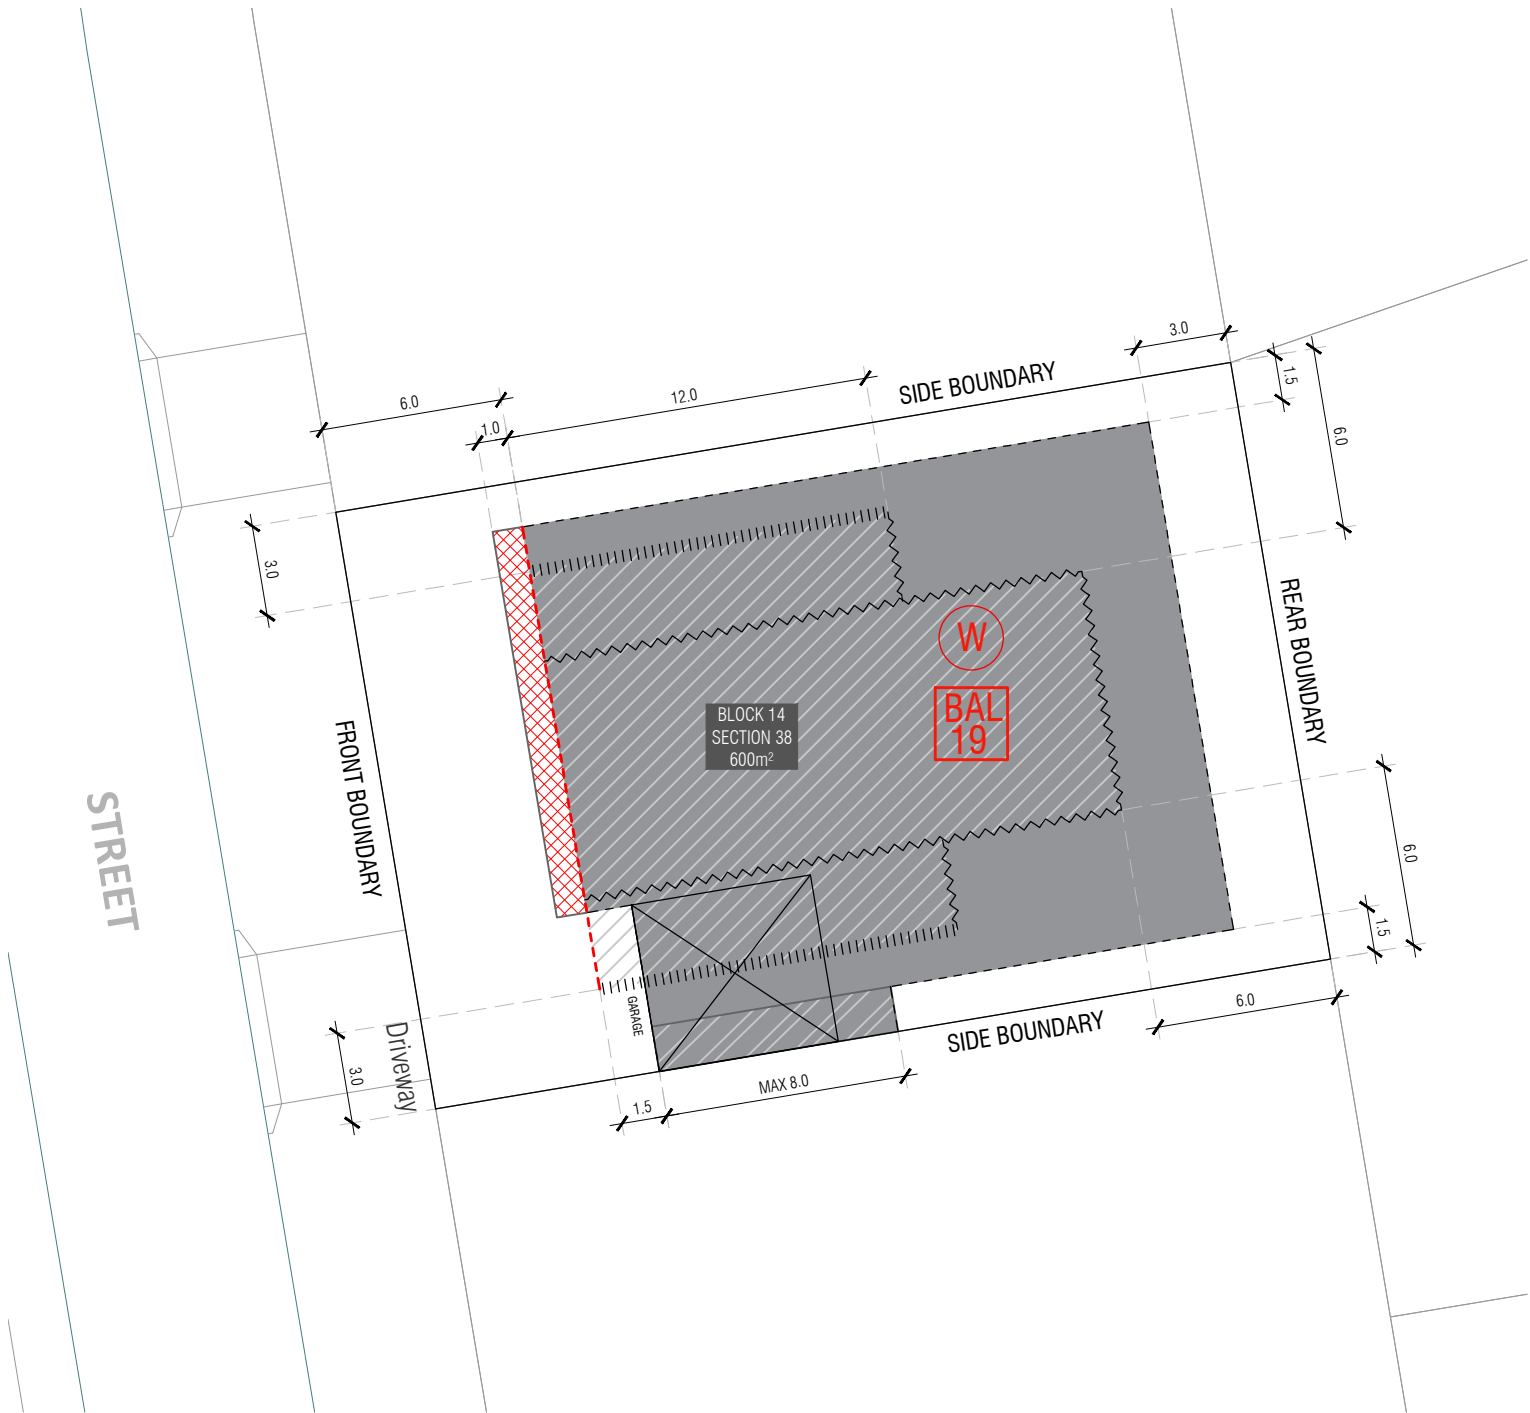 3.0
SIDE BOUNDARY
1.5
12.0
6.0
1.0
6.0
3.0
REAR BOUNDARY
W
BAL
19
BLOCK 14
SECTION 38
600m²
FRONT BOUNDARY
STREET
6.0
1.5
GARAGE
6.0
SIDE BOUNDARY
Driveway
3.0
MAX 8.0
1.5